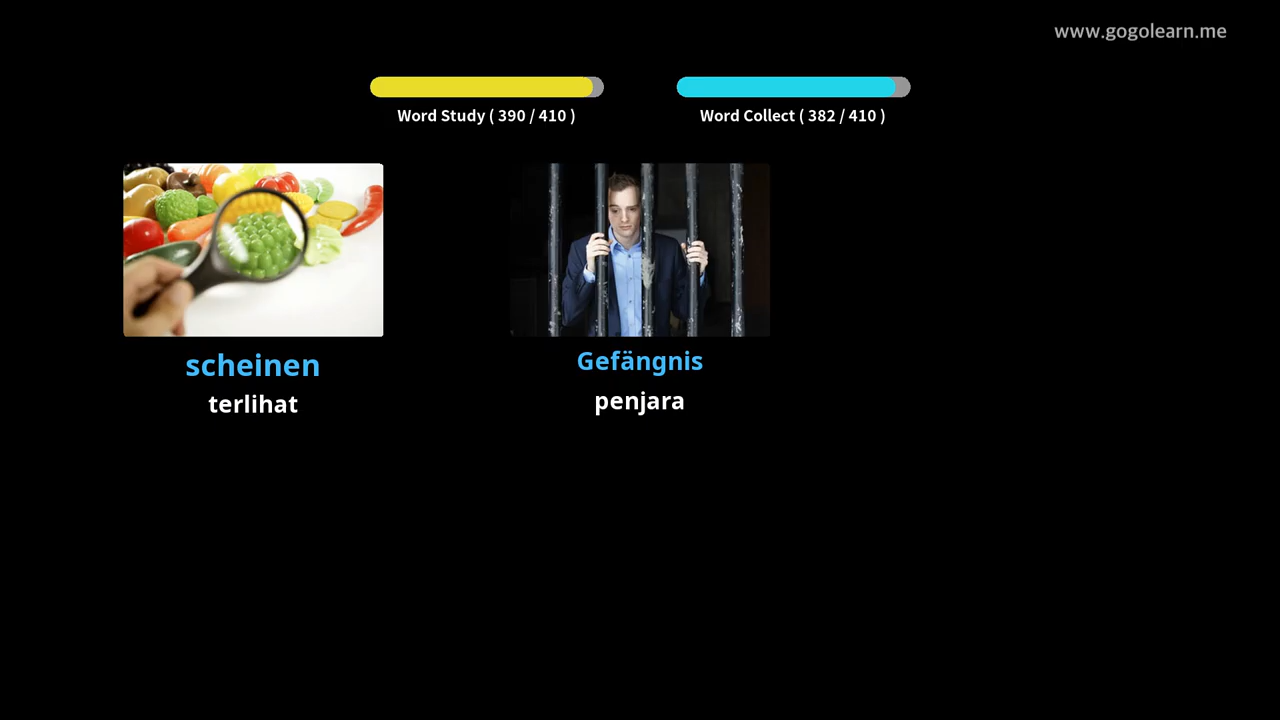 www.gogolearn.me
Word Study ( 390 / 410 )
Word Collect ( 382 / 410 )
scheinen
terlihat
Gefängnis
penjara